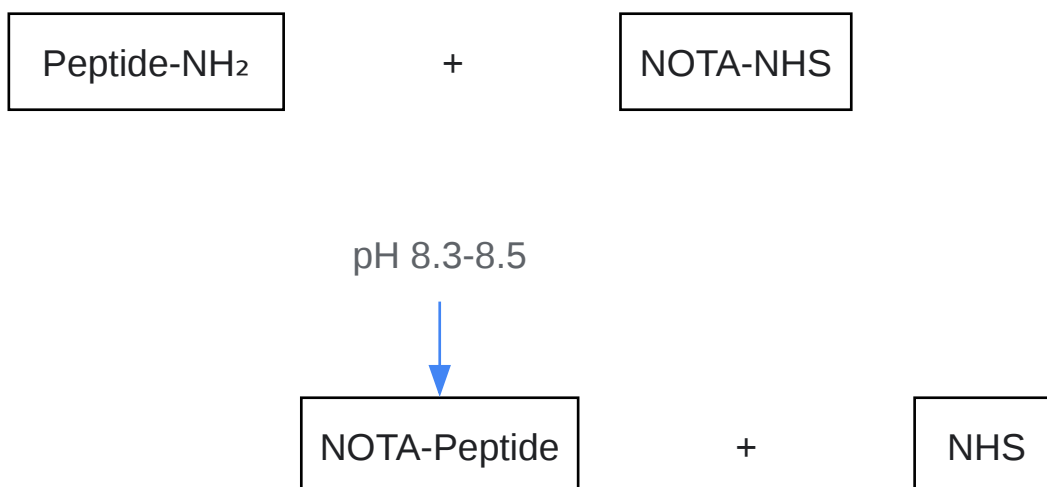 Peptide-NH₂ + NOTA-NHS
pH 8.3-8.5
NOTA-Peptide + NHS